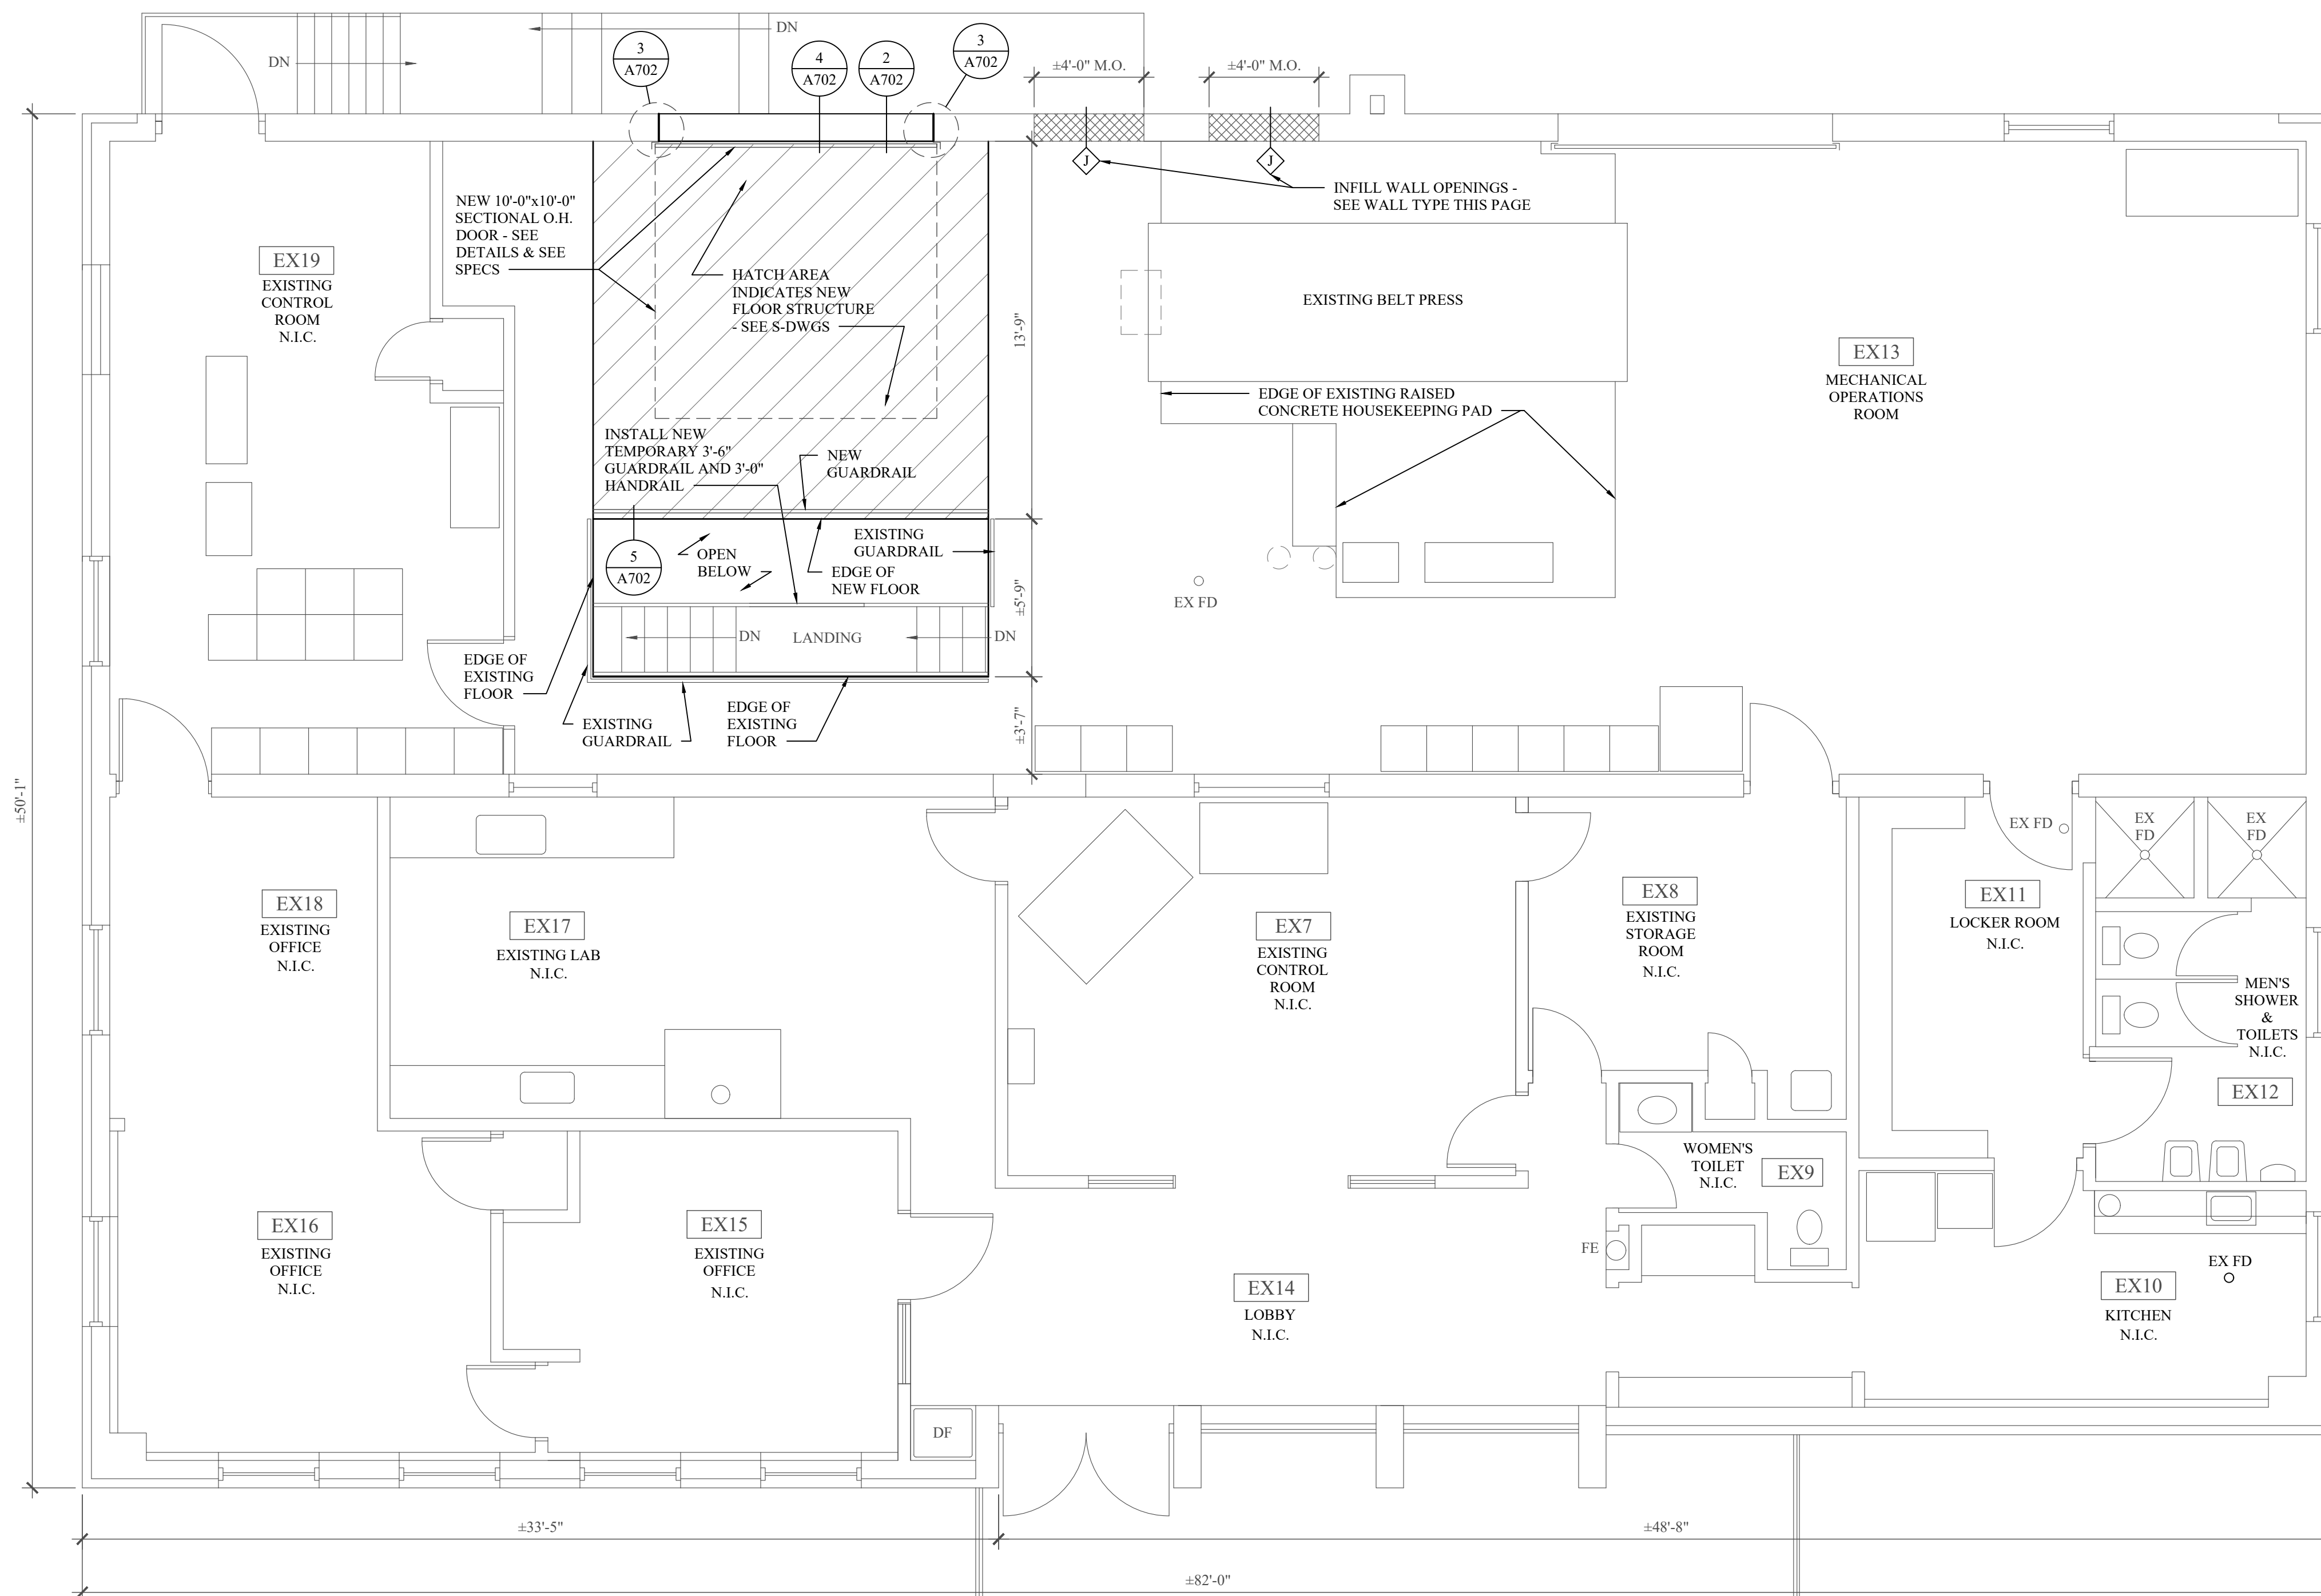 DN
DN
3
A702
4
A702
2
A702
3
A702
±4'-0" M.O.
±4'-0" M.O.
J
J
INFILL WALL OPENINGS -
SEE WALL TYPE THIS PAGE
NEW 10'-0"x10'-0"
SECTIONAL O.H.
DOOR - SEE
DETAILS & SEE
SPECS
HATCH AREA
INDICATES NEW
FLOOR STRUCTURE
- SEE S-DWGS
EX19
EXISTING
CONTROL
ROOM
N.I.C.
EXISTING BELT PRESS
13'-9"
EX13
MECHANICAL
OPERATIONS
ROOM
EDGE OF EXISTING RAISED
CONCRETE HOUSEKEEPING PAD
INSTALL NEW
TEMPORARY 3'-6"
GUARDRAIL AND 3'-0"
HANDRAIL
NEW
GUARDRAIL
5
A702
OPEN
BELOW
EXISTING
GUARDRAIL
EDGE OF
NEW FLOOR
±5'-9"
EX FD
DN
LANDING
DN
EDGE OF
EXISTING
FLOOR
EXISTING
GUARDRAIL
EDGE OF
EXISTING
FLOOR
±3'-7"
±50'-1"
EX FD
EX
FD
EX
FD
EX18
EXISTING
OFFICE
N.I.C.
EX17
EXISTING LAB
N.I.C.
EX7
EXISTING
CONTROL
ROOM
N.I.C.
EX8
EXISTING
STORAGE
ROOM
N.I.C.
EX11
LOCKER ROOM
N.I.C.
MEN'S
SHOWER
&
TOILETS
N.I.C.
EX12
WOMEN'S
TOILET
N.I.C.
EX9
EX16
EXISTING
OFFICE
N.I.C.
EX15
EXISTING
OFFICE
N.I.C.
FE
EX14
LOBBY
N.I.C.
EX FD
EX10
KITCHEN
N.I.C.
DF
±33'-5"
±48'-8"
±82'-0"